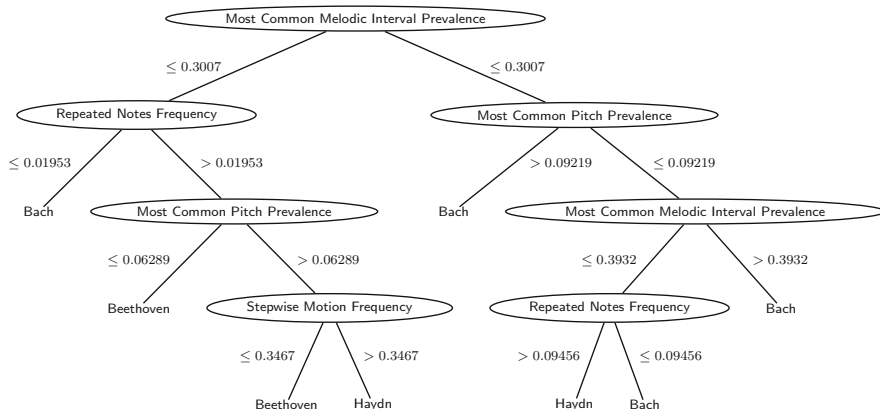 Most Common Melodic Interval Prevalence
≤ 0.3007
≤ 0.3007
Repeated Notes Frequency
Most Common Pitch Prevalence
≤ 0.01953
> 0.01953
> 0.09219
≤ 0.09219
Bach
Most Common Pitch Prevalence
Bach
Most Common Melodic Interval Prevalence
≤ 0.06289
> 0.06289
≤ 0.3932
> 0.3932
Beethoven
Stepwise Motion Frequency
Repeated Notes Frequency
Bach
≤ 0.3467
> 0.3467
> 0.09456
≤ 0.09456
Beethoven
Haydn
Haydn
Bach